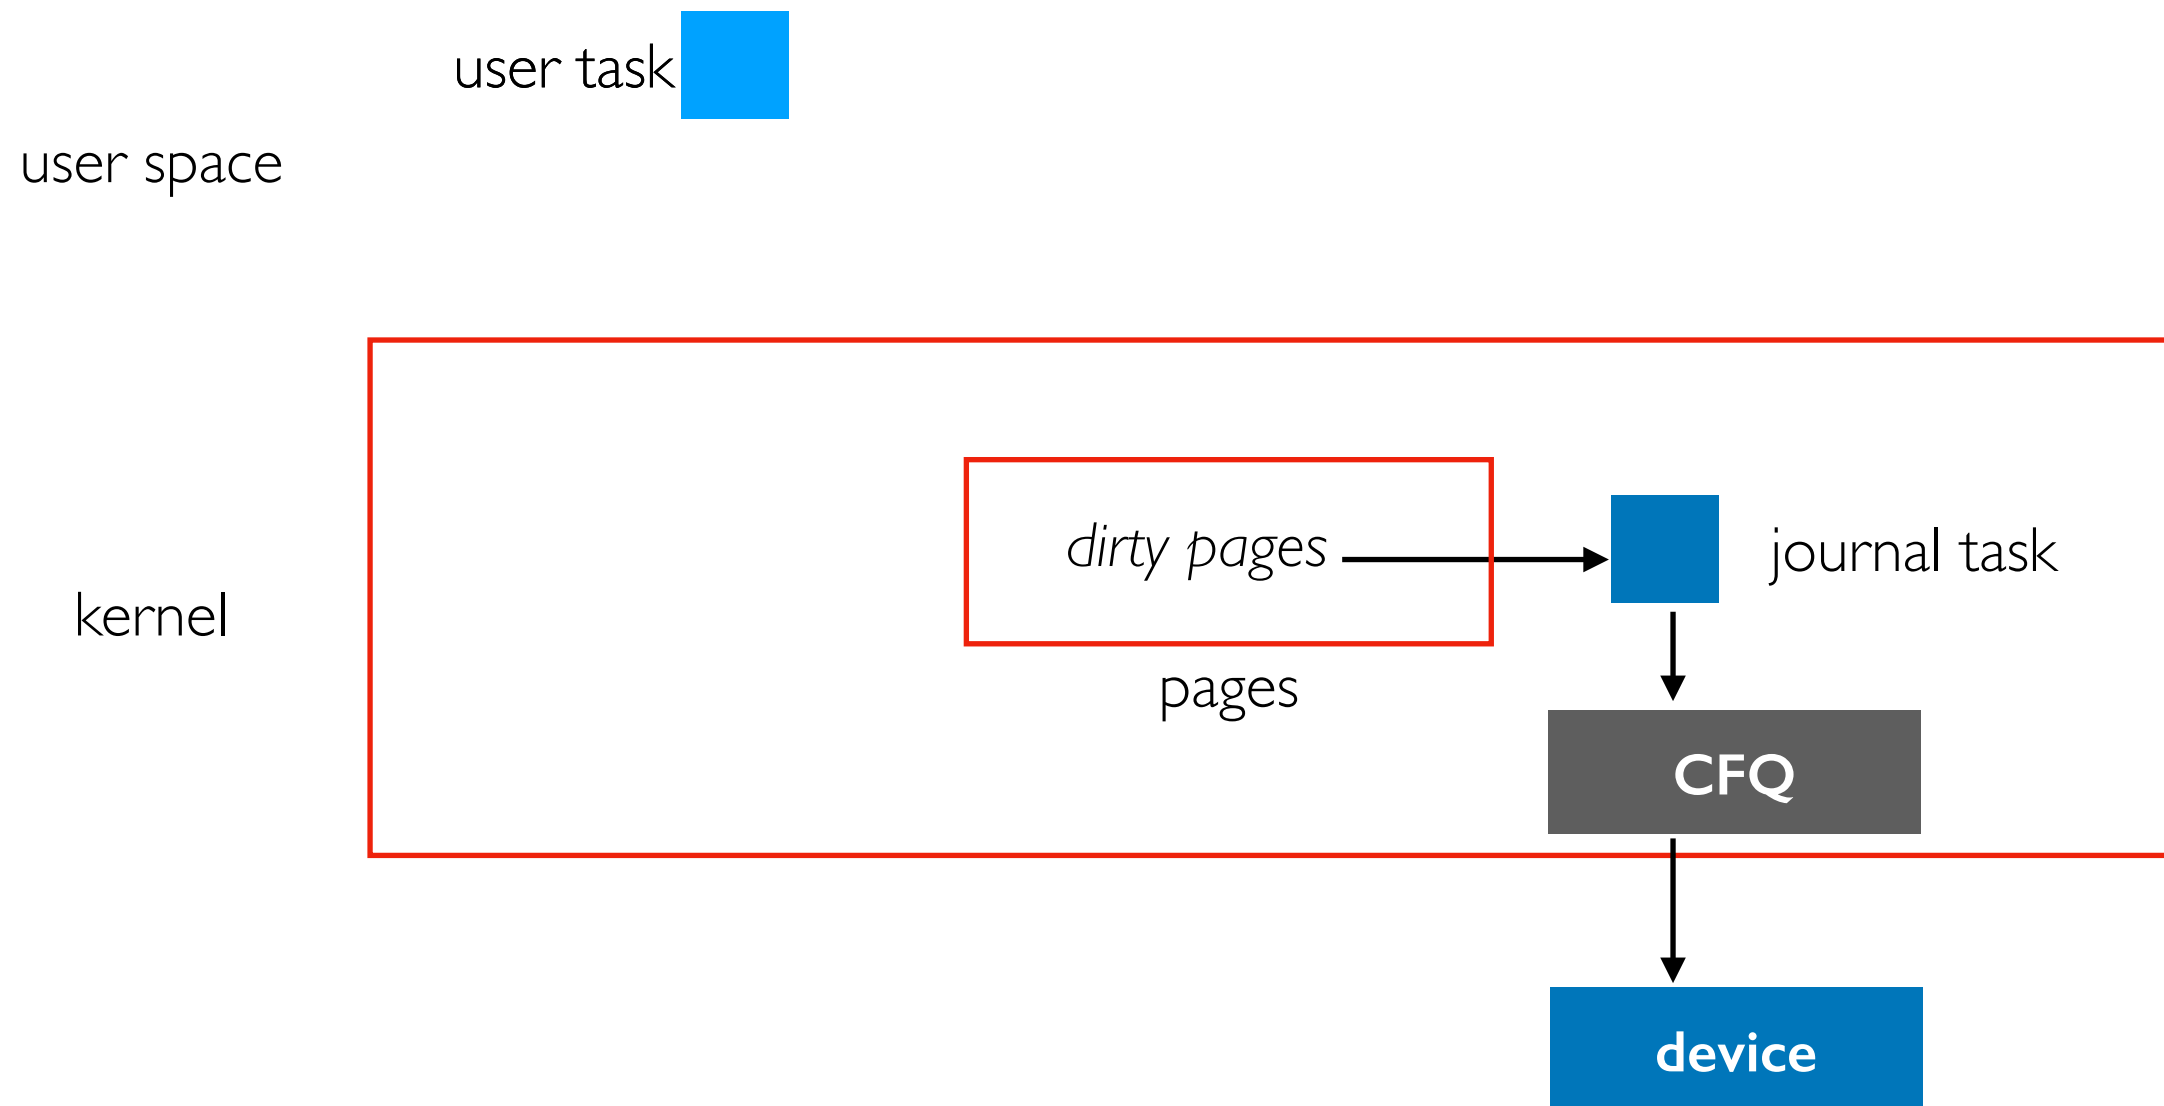 user task
user space
dirty pages
journal task
kernel
pages
CFQ
device